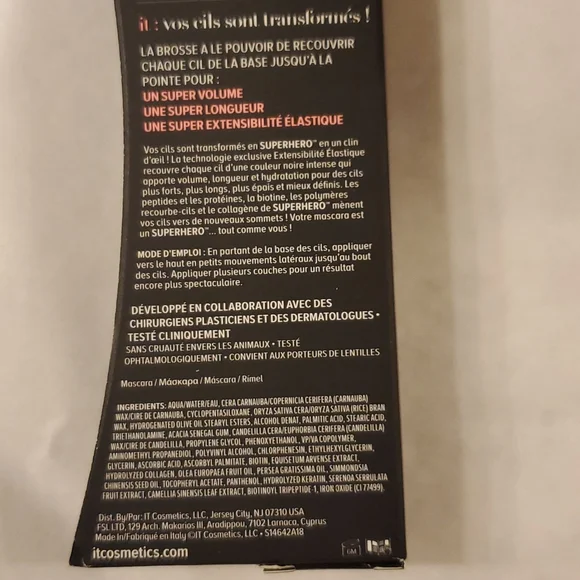 it : vos cils sont transformés !
LA BROSSE A LE POUVOIR DE RECOUVRIR
CHAQUE CIL DE LA BASE JUSQU'À LA
POINTE POUR :
UN SUPER VOLUME
UNE SUPER LONGUEUR
UNE SUPER EXTENSIBILITÉ ÉLASTIQUE
Vos cils sont transformés en SUPERHERO™ en un clin
d'œil ! La technologie exclusive Extensibilité Élastique
recouvre chaque cil d'une couleur noire intense qui
apporte volume, longueur et hydratation pour des cils
plus forts, plus longs, plus épais et mieux définis. Les
peptides et les protéines, la biotine, les polymères
recourbe-cils et le collagène de SUPERHERO™ mènent
vos cils vers de nouveaux sommets ! Votre mascara est
un SUPERHERO™... tout comme vous !
MODE D'EMPLOI : En partant de la base des cils, appliquer
vers le haut en petits mouvements latéraux jusqu'au bout
des cils. Appliquer plusieurs couches pour un résultat
encore plus spectaculaire.
DÉVELOPPÉ EN COLLABORATION AVEC DES
CHIRURGIENS PLASTICIENS ET DES DERMATOLOGUES •
TESTÉ CLINIQUEMENT
SANS CRUAUTÉ ENVERS LES ANIMAUX • TESTÉ
OPHTALMOLOGIQUEMENT • CONVIENT AUX PORTEURS DE LENTILLES
Mascara / Μάσκαρα / Máscara / Rímel
INGREDIENTS: AQUA/WATER/EAU, CERA CARNAUBA/COPERNICIA CERIFERA (CARNAUBA)
WAX/CIRE DE CARNAUBA, CYCLOPENTASILOXANE, ORYZA SATIVA CERA/ORYZA SATIVA (RICE) BRAN
WAX, HYDROGENATED OLIVE OIL STEARYL ESTERS, ALCOHOL DENAT, PALMITIC ACID, STEARIC ACID,
TRIETHANOLAMINE, ACACIA SENEGAL GUM, CANDELILLA CERA/EUPHORBIA CERIFERA (CANDELILLA)
WAX/CIRE DE CANDELILLA, PROPYLENE GLYCOL, PHENOXYETHANOL, VP/VA COPOLYMER,
AMINOMETHYL PROPANEDIOL, POLYVINYL ALCOHOL, CHLORPHENESIN, ETHYLHEXYLGLYCERIN,
GLYCERIN, ASCORBIC ACID, ASCORBYL PALMITATE, BIOTIN, EQUISETUM ARVENSE EXTRACT,
HYDROLYZED COLLAGEN, OLEA EUROPAEA FRUIT OIL, PERSEA GRATISSIMA OIL, SIMMONDSIA
CHINENSIS SEED OIL, TOCOPHERYL ACETATE, PANTHENOL, HYDROLYZED KERATIN, SERENOA SERRULATA
FRUIT EXTRACT, CAMELLIA SINENSIS LEAF EXTRACT, BIOTINOYL TRIPEPTIDE-1, IRON OXIDE (CI 77499).
Dist. By/Par: IT Cosmetics, LLC, Jersey City, NJ 07310 USA
FSL LTD, 129 Arch. Makarios III, Aradippou, 7102 Larnaca, Cyprus
Made In/Fabriqué en Italy ©IT Cosmetics, LLC • S14642A18
itcosmetics.com
6M